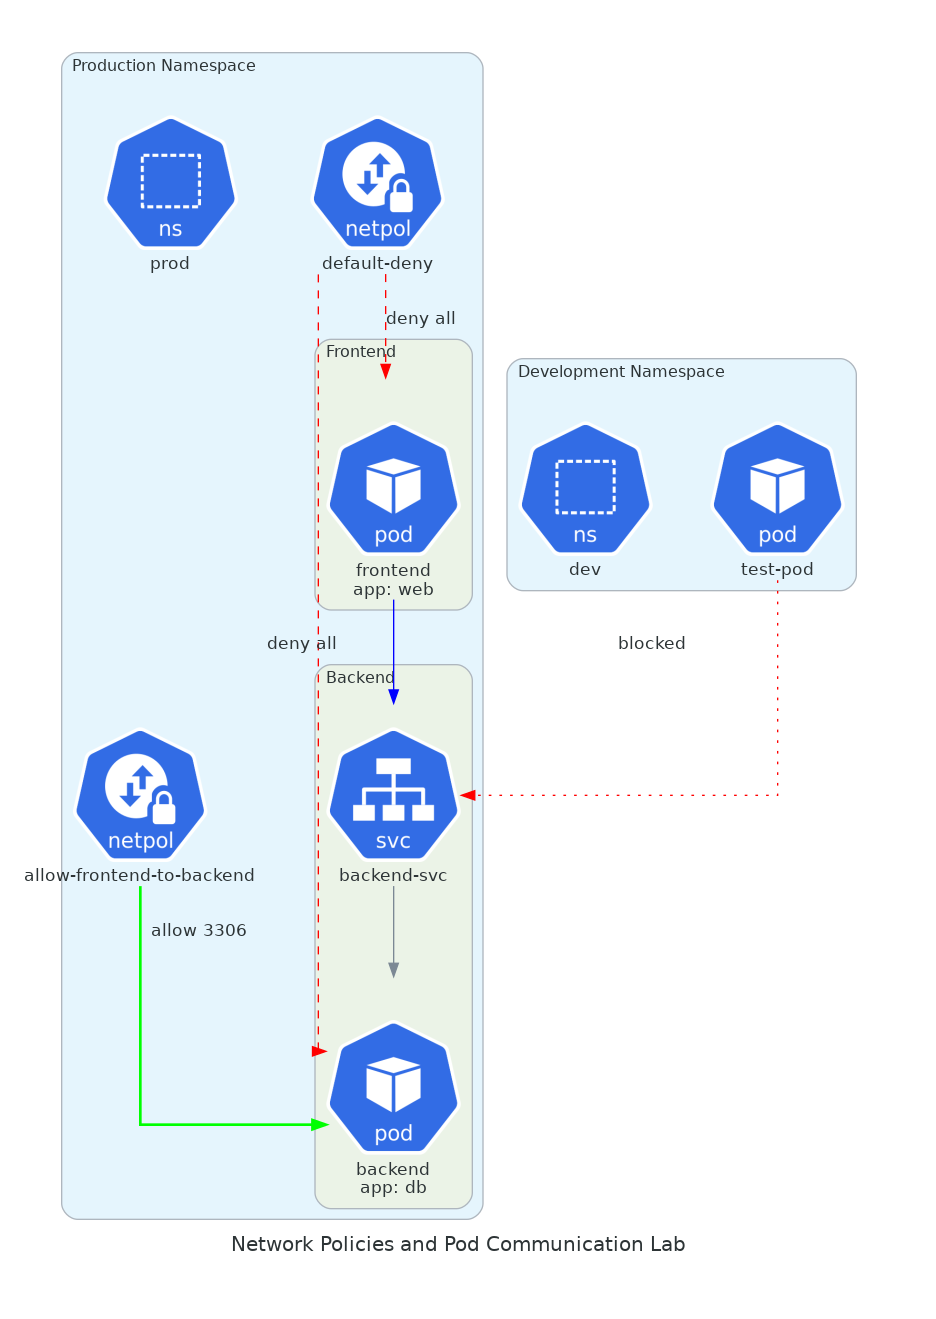 Production Namespace
ns
prod
netpol
default-deny
deny all
Frontend
pod
frontend
app: web
Development Namespace
ns
dev
pod
test-pod
deny all
blocked
Backend
netpol
allow-frontend-to-backend
svc
backend-svc
allow 3306
pod
backend
app: db
Network Policies and Pod Communication Lab